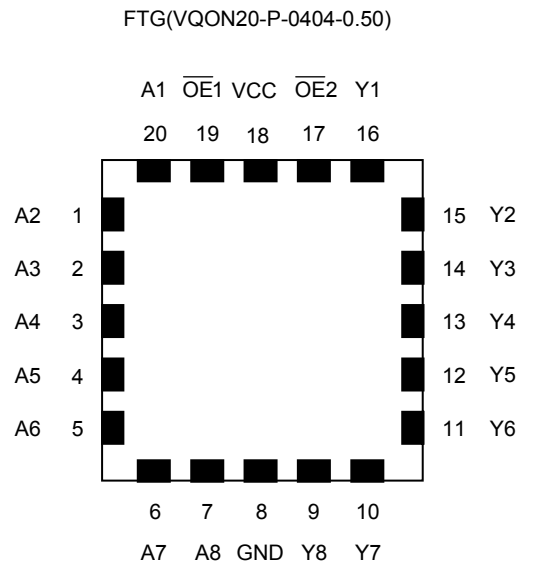 FTG(VQON20-P-0404-0.50)
A1 O̅E̅1 VCC O̅E̅2 Y1
20 19 18 17 16
A2 1 15 Y2
A3 2 14 Y3
A4 3 13 Y4
A5 4 12 Y5
A6 5 11 Y6
6 7 8 9 10
A7 A8 GND Y8 Y7